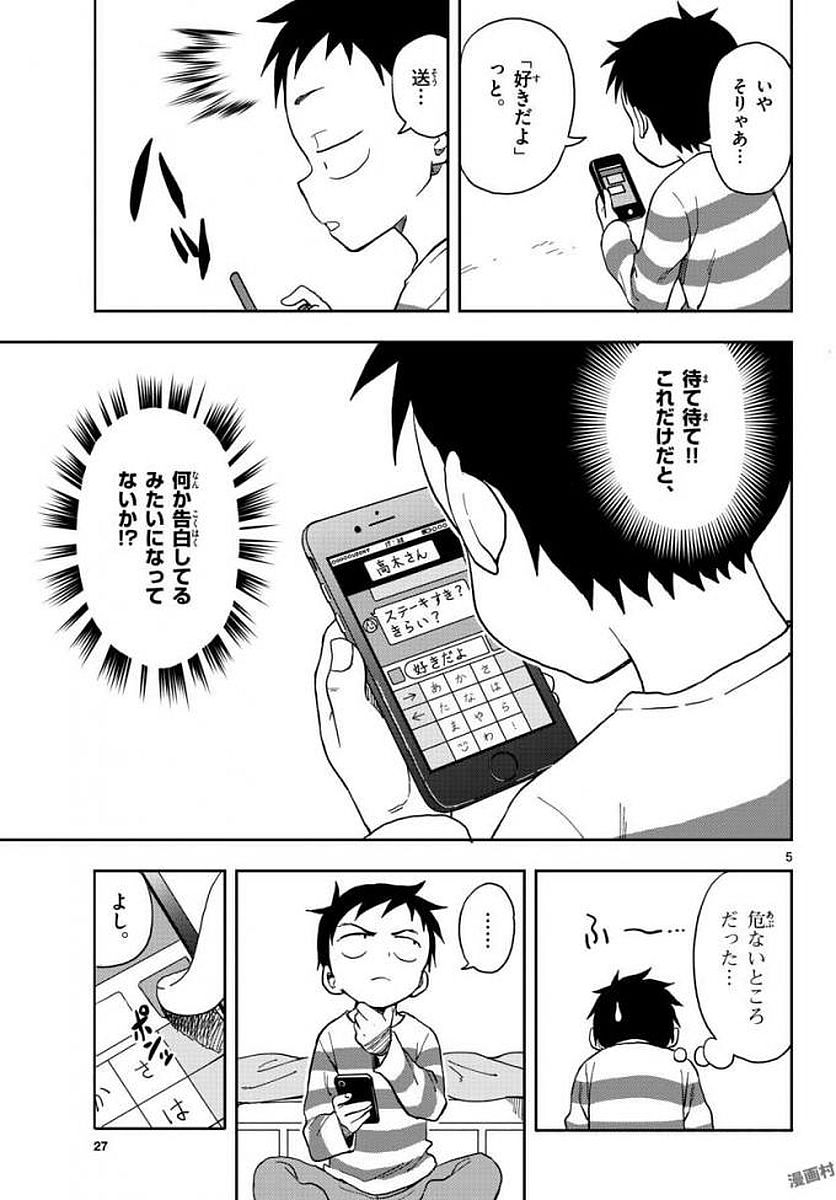 いや
そりゃあ…
「好きだよ」
っと。
送…
待て待て!!
これだけだと、
何か告白してる
みたいになって
ないか!?
高木さん
ステーキすき?
きらい?
好きだよ
→ あ か さ
← た な は
ま や ら
わ !
5
危ないところ
だった…
ふー…
……
よし。
ポンッ
さ
か は
27
漫画村